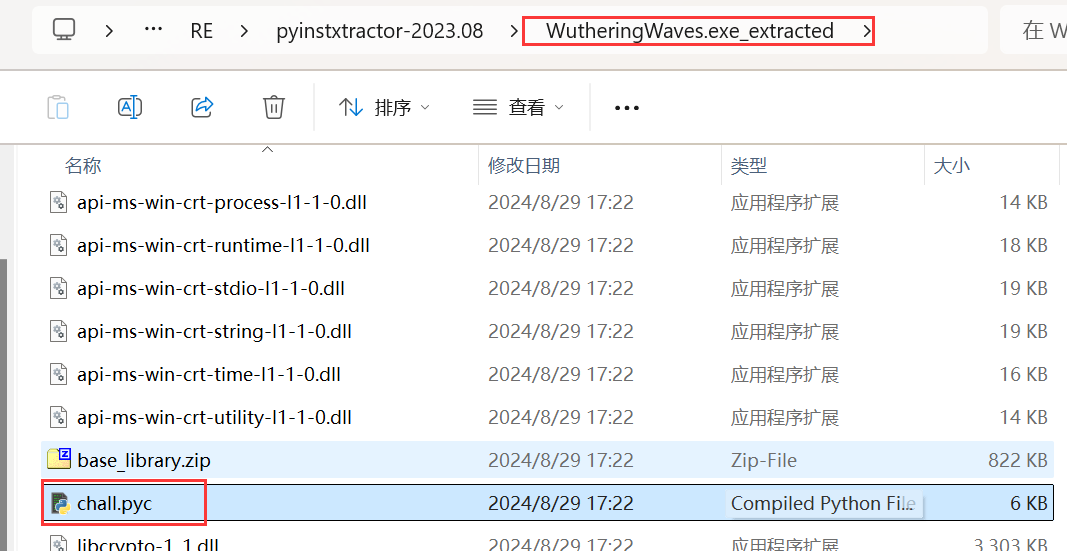 RE pyinstxtractor-2023.08 WutheringWaves.exe_extracted 在 W
排序 查看
名称 修改日期 类型 大小
api-ms-win-crt-process-l1-1-0.dll 2024/8/29 17:22 应用程序扩展 14 KB
api-ms-win-crt-runtime-l1-1-0.dll 2024/8/29 17:22 应用程序扩展 18 KB
api-ms-win-crt-stdio-l1-1-0.dll 2024/8/29 17:22 应用程序扩展 19 KB
api-ms-win-crt-string-l1-1-0.dll 2024/8/29 17:22 应用程序扩展 19 KB
api-ms-win-crt-time-l1-1-0.dll 2024/8/29 17:22 应用程序扩展 16 KB
api-ms-win-crt-utility-l1-1-0.dll 2024/8/29 17:22 应用程序扩展 14 KB
base_library.zip 2024/8/29 17:22 Zip-File 822 KB
chall.pyc 2024/8/29 17:22 Compiled Python File 6 KB
libcrypto-1_1.dll 2024/8/29 17:22 应用程序扩展 3,303 KB